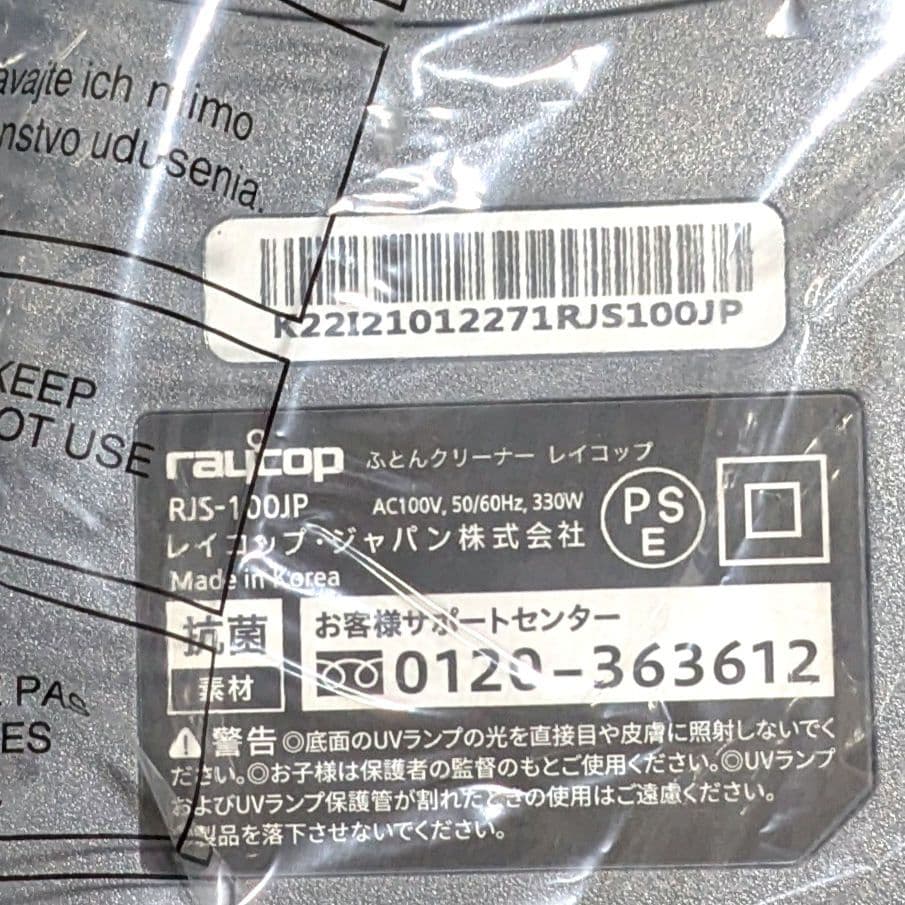 avajte ich mimo
nstvo udusenia.
K22I21012271RJS100JP
KEEP
OT USE
raycop ふとんクリーナー レイコップ
RJS-100JP AC100V, 50/60Hz, 330W
PS
E
レイコップ・ジャパン株式会社
Made in Korea
抗菌
素材
お客様サポートセンター
0120-363612
警告 ◎底面のUVランプの光を直接目や皮膚に照射しないでく
ださい。◎お子様は保護者の監督のもとご使用ください。◎UVランプ
およびUVランプ保護管が割れたときの使用はご遠慮ください。
◎製品を落下させないでください。
PAS
ES